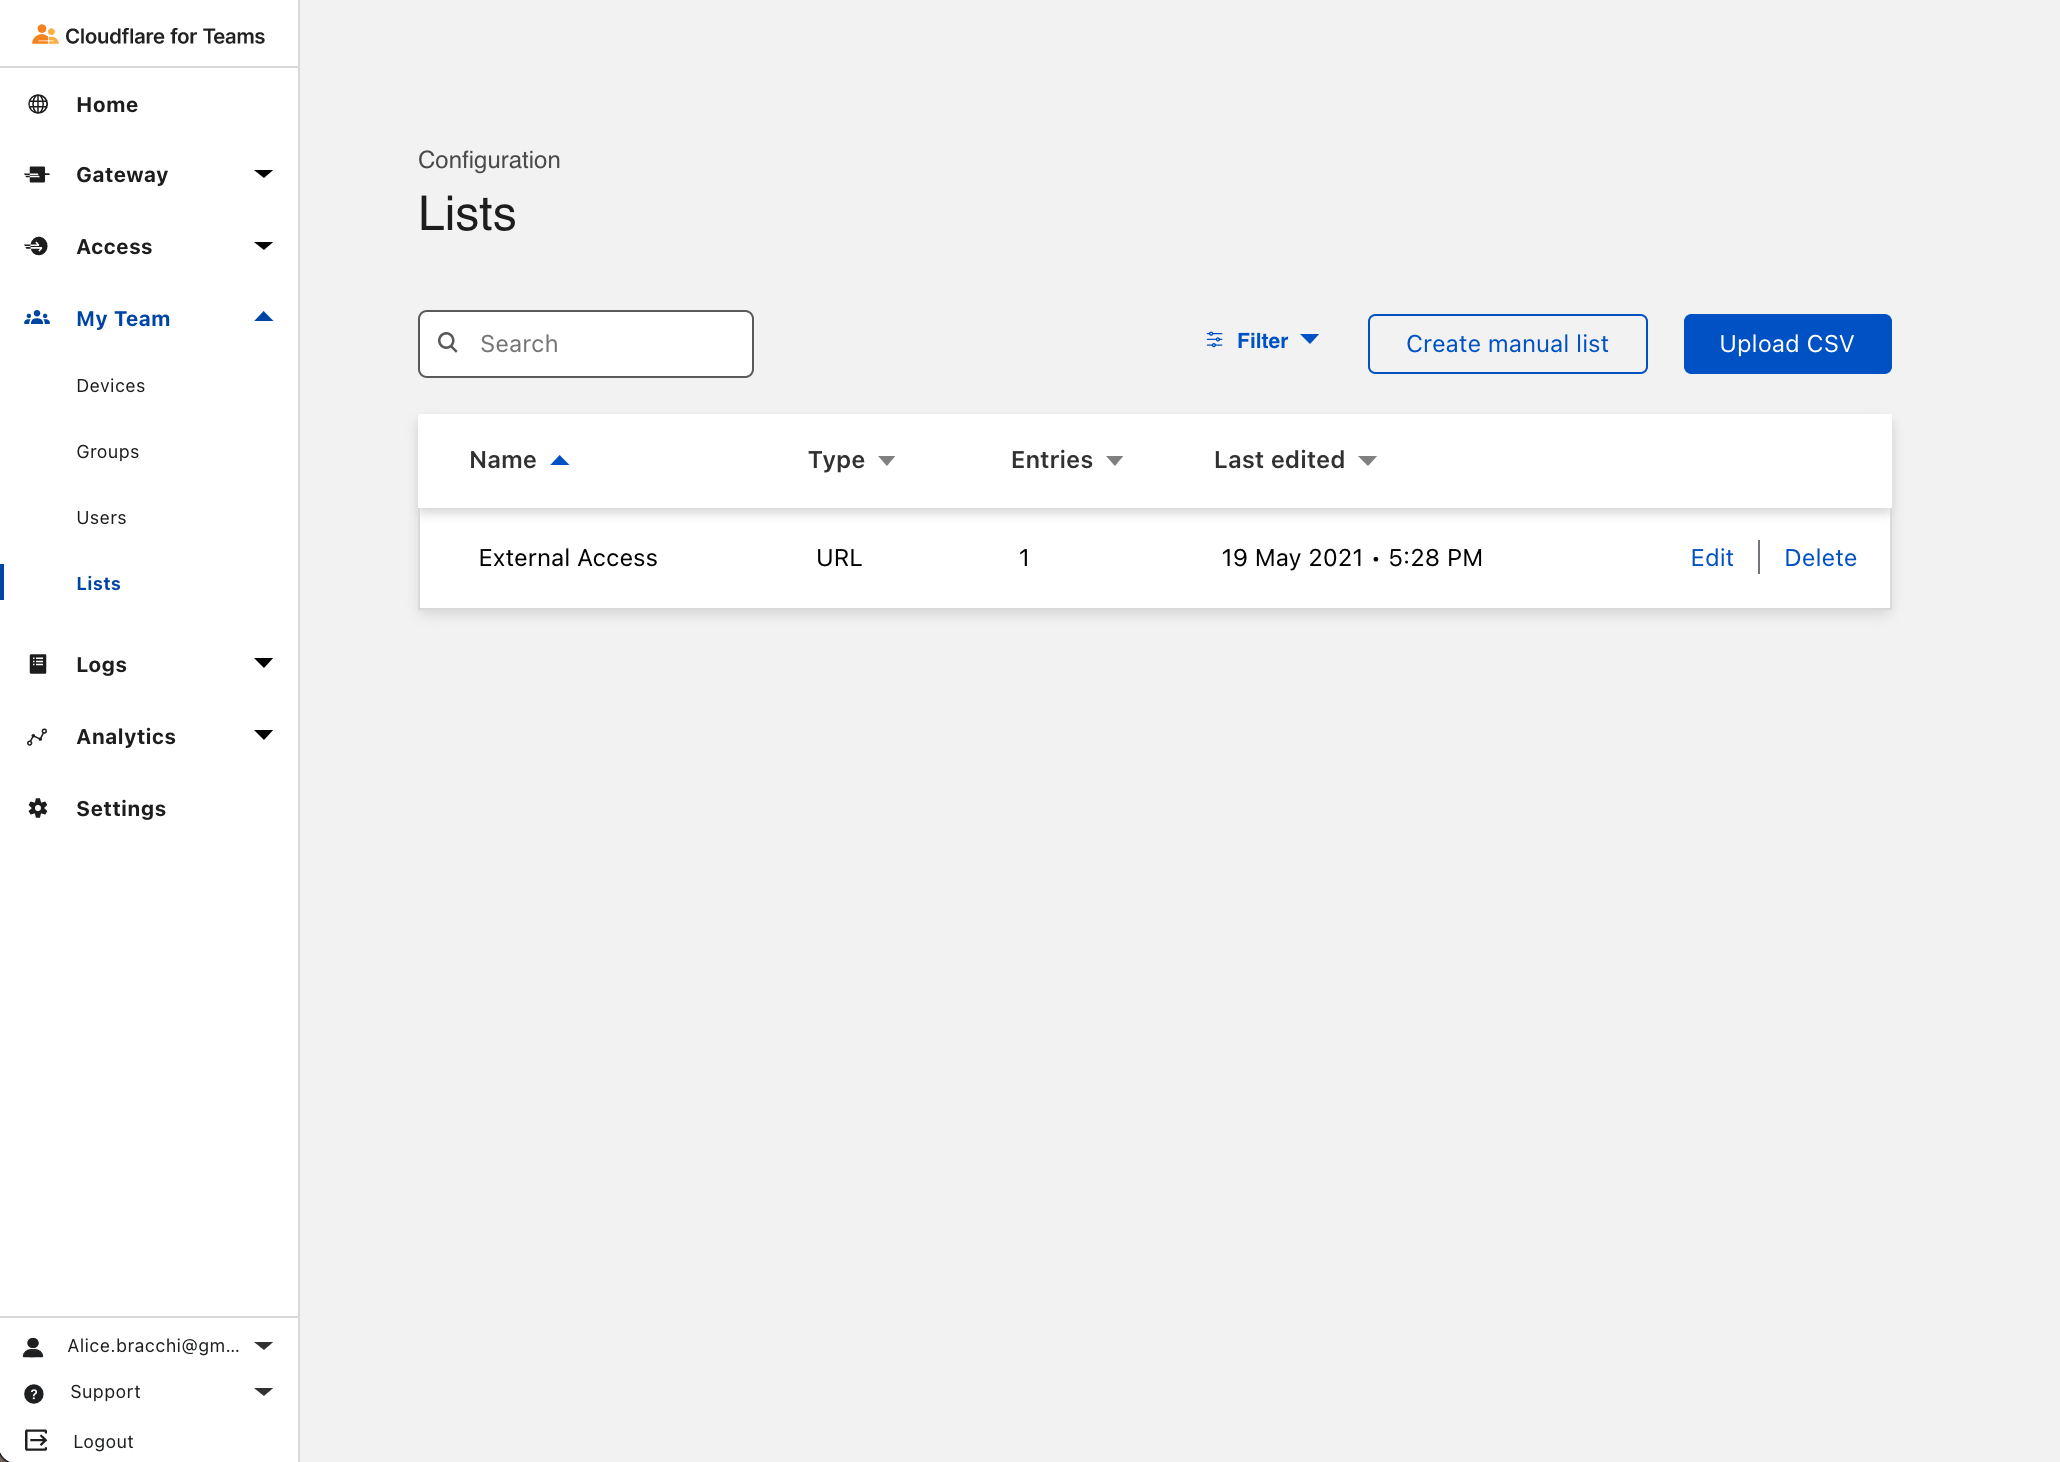 Cloudflare for Teams
Home
Gateway
Access
My Team
Devices
Groups
Users
Lists
Logs
Analytics
Settings
Alice.bracchi@gm...
Support
Logout
Configuration
Lists
Search
Filter
Create manual list
Upload CSV
Name Type Entries Last edited
External Access URL 1 19 May 2021 • 5:28 PM Edit Delete